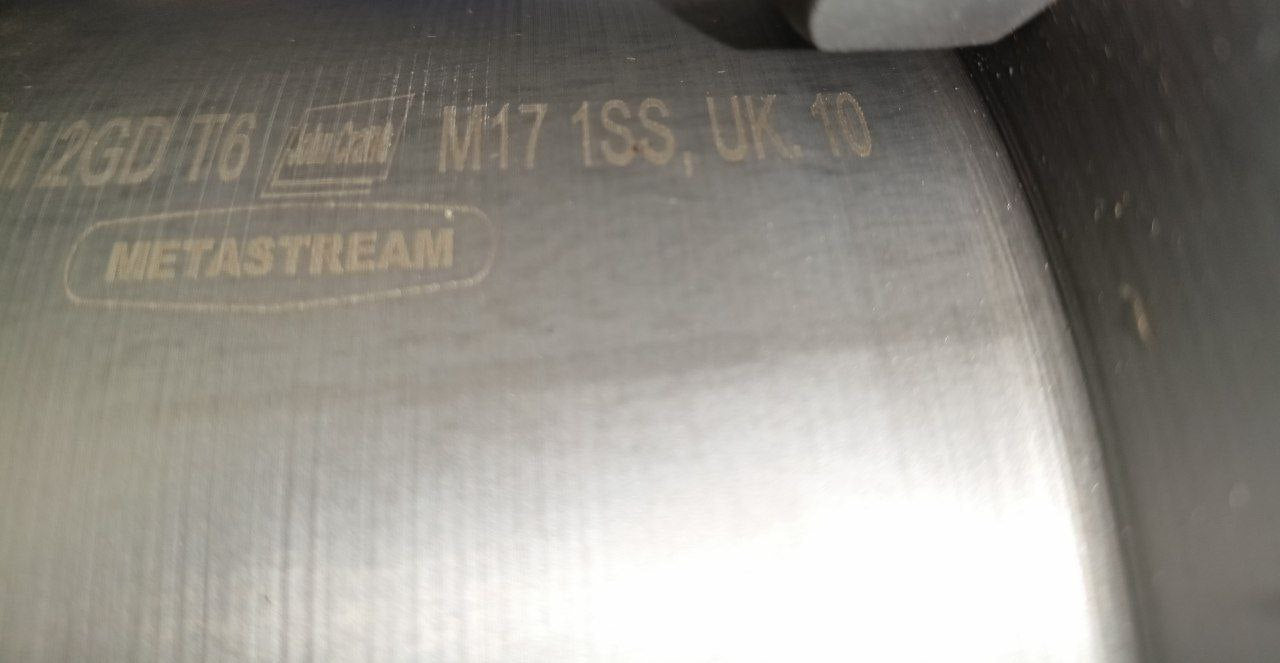 II 2GD T6 John Crane M17 1SS, UK. 10
METASTREAM